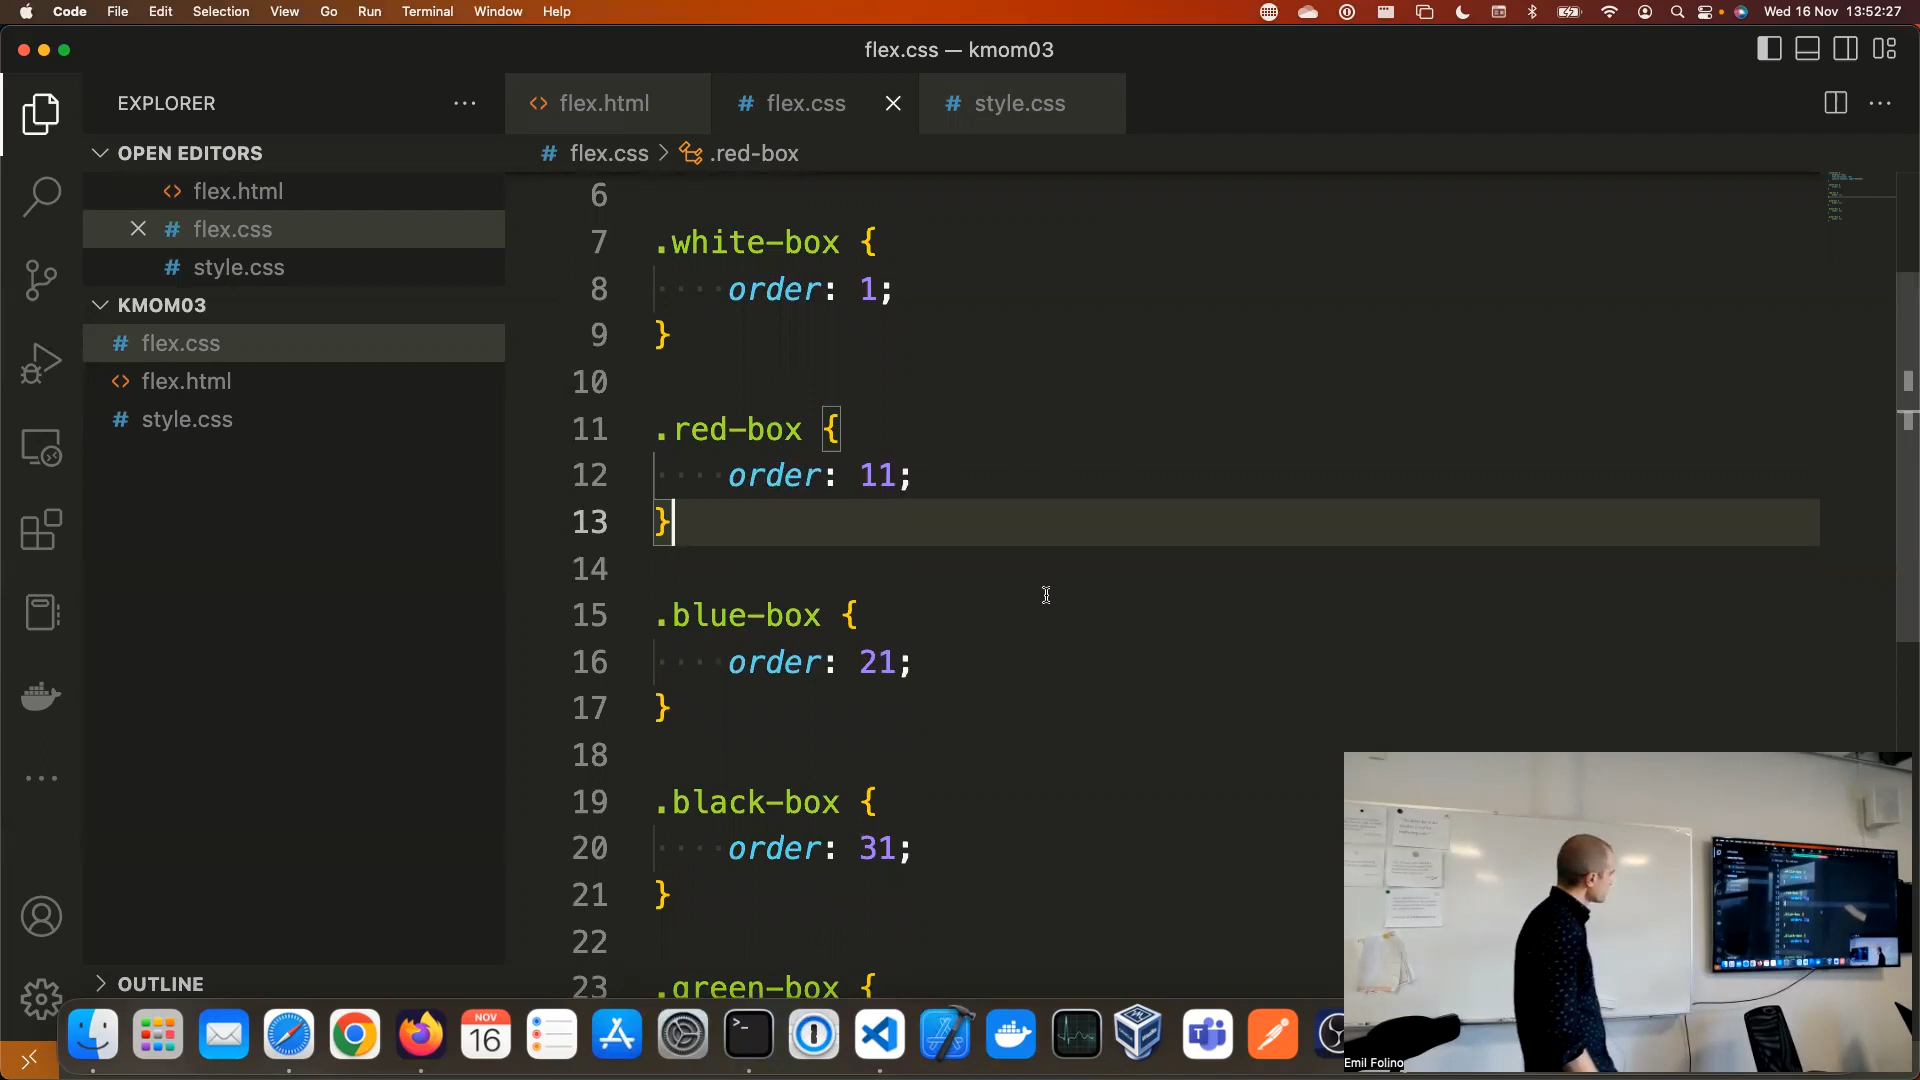 Code File Edit Selection View Go Run Terminal Window Help Wed 16 Nov 13:52:27
flex.css — kmom03
EXPLORER
flex.html
flex.css
style.css
OPEN EDITORS
flex.css > .red-box
flex.html
flex.css
style.css
KMOM03
flex.css
flex.html
style.css
6
7 .white-box {
8 order: 1;
9 }
10
11 .red-box {
12 order: 11;
13 }
14
15 .blue-box {
16 order: 21;
17 }
18
19 .black-box {
20 order: 31;
21 }
22
23 .green-box {
OUTLINE
NOV
16
Emil Folino